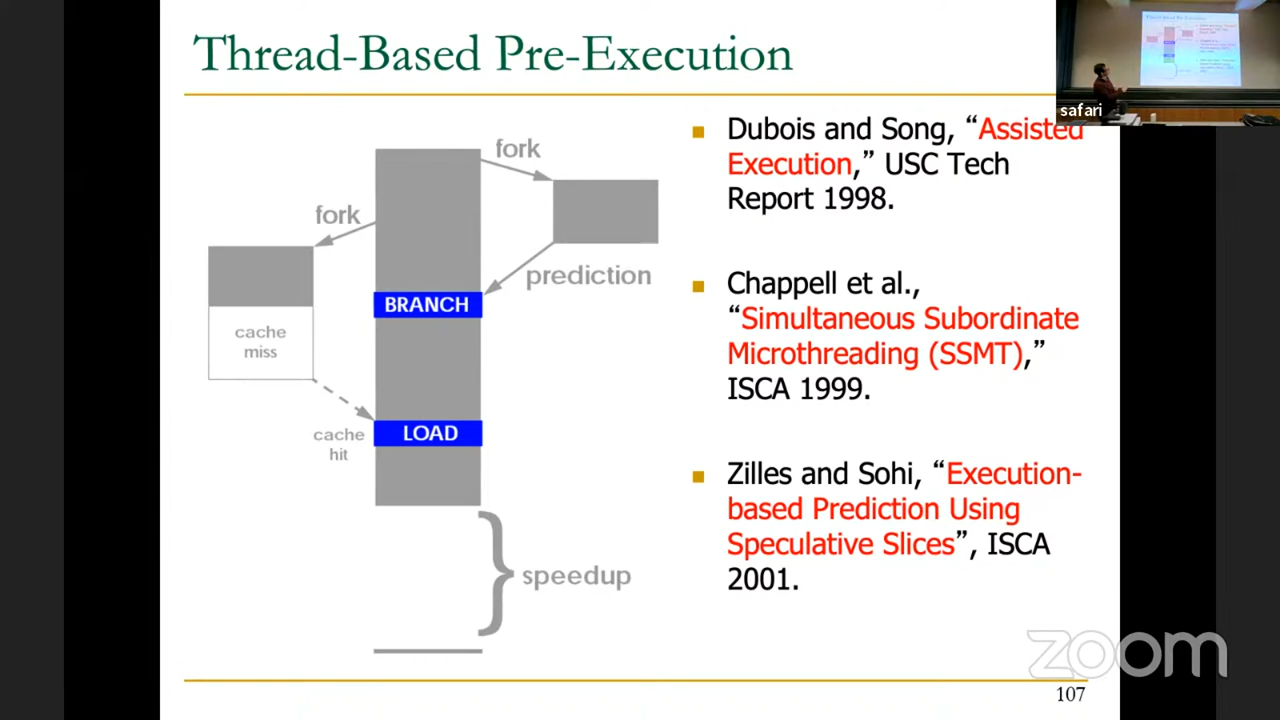 Thread-Based Pre-Execution
safari
fork
fork
prediction
BRANCH
cache
miss
LOAD
cache
hit
speedup
■ Dubois and Song, “Assisted
Execution,” USC Tech
Report 1998.
■ Chappell et al.,
“Simultaneous Subordinate
Microthreading (SSMT),”
ISCA 1999.
■ Zilles and Sohi, “Execution-
based Prediction Using
Speculative Slices”, ISCA
2001.
zoom
107